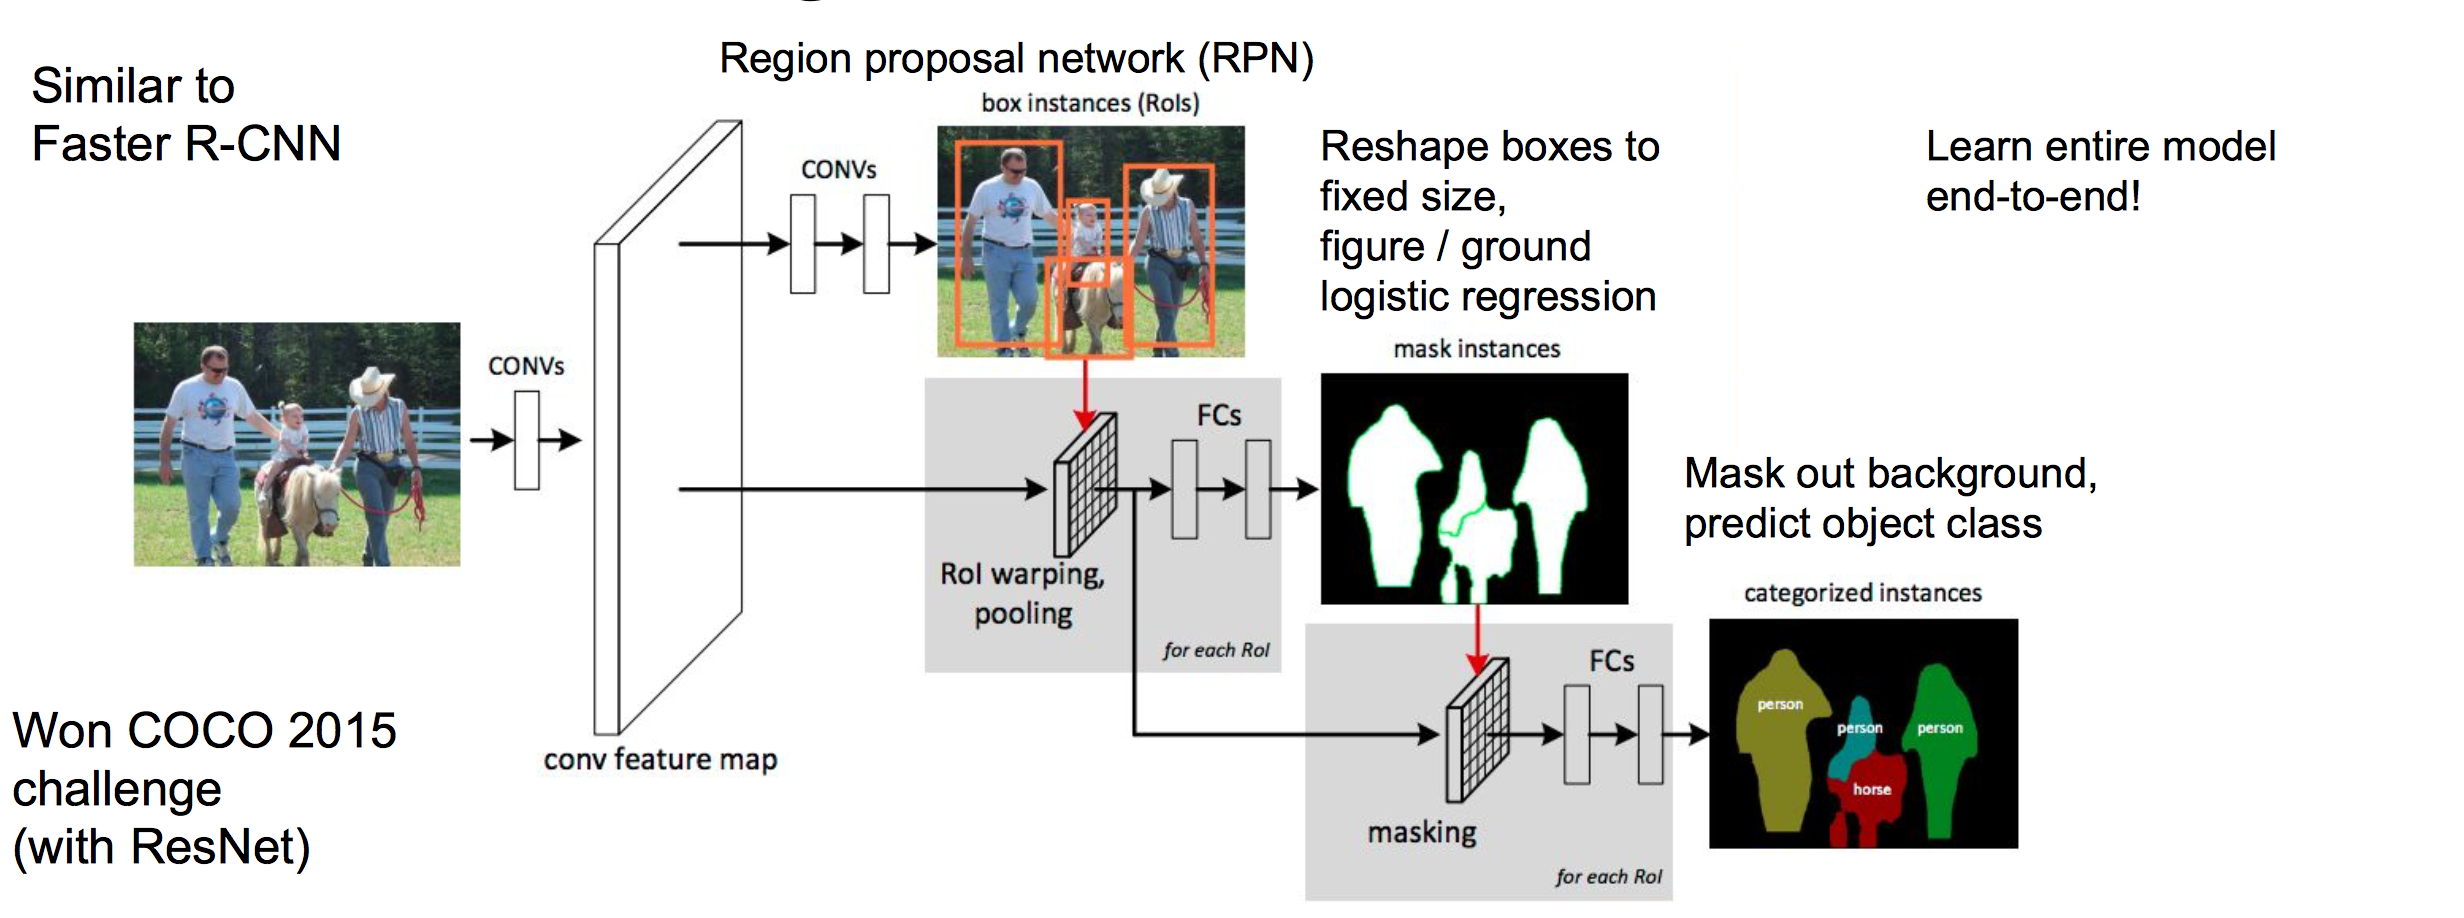 Similar to
Faster R-CNN
Region proposal network (RPN)
box instances (RoIs)
CONVs
Reshape boxes to
fixed size,
figure / ground
logistic regression
Learn entire model
end-to-end!
CONVs
conv feature map
RoI warping,
pooling
FCs
for each RoI
mask instances
Mask out background,
predict object class
categorized instances
masking
FCs
for each RoI
person
person
person
horse
Won COCO 2015
challenge
(with ResNet)